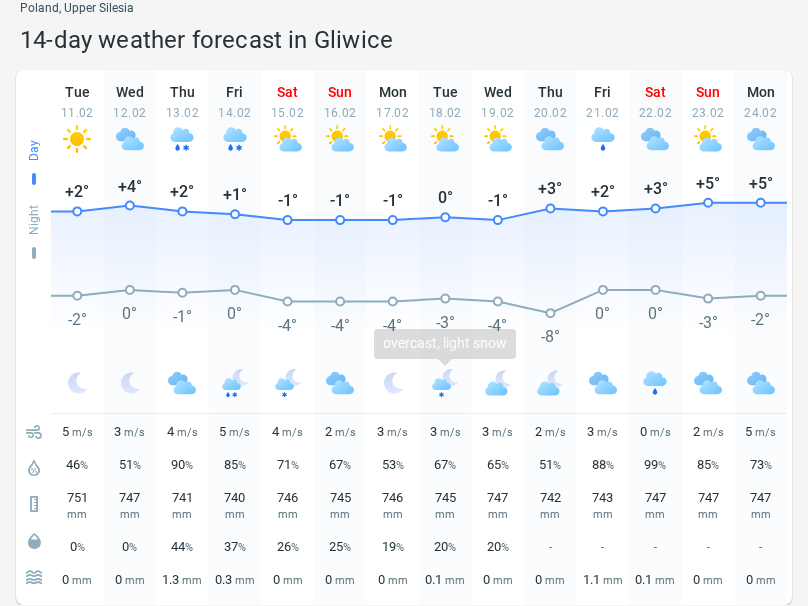 Poland, Upper Silesia
14-day weather forecast in Gliwice
Tue Wed Thu Fri Sat Sun Mon Tue Wed Thu Fri Sat Sun Mon
11.02 12.02 13.02 14.02 15.02 16.02 17.02 18.02 19.02 20.02 21.02 22.02 23.02 24.02
Day
+2° +4° +2° +1° -1° -1° -1° 0° -1° +3° +2° +3° +5° +5°
Night
-2° 0° -1° 0° -4° -4° -4° -3° -4° -8° 0° 0° -3° -2°
overcast, light snow
5 m/s 3 m/s 4 m/s 5 m/s 4 m/s 2 m/s 3 m/s 3 m/s 3 m/s 2 m/s 3 m/s 0 m/s 2 m/s 5 m/s
46% 51% 90% 85% 71% 67% 53% 67% 65% 51% 88% 99% 85% 73%
751 747 741 740 746 745 746 745 747 742 743 747 747 747
mm mm mm mm mm mm mm mm mm mm mm mm mm mm
0% 0% 44% 37% 26% 25% 19% 20% 20% - - - - -
0 mm 0 mm 1.3 mm 0.3 mm 0 mm 0 mm 0 mm 0.1 mm 0 mm 0 mm 1.1 mm 0.1 mm 0 mm 0 mm